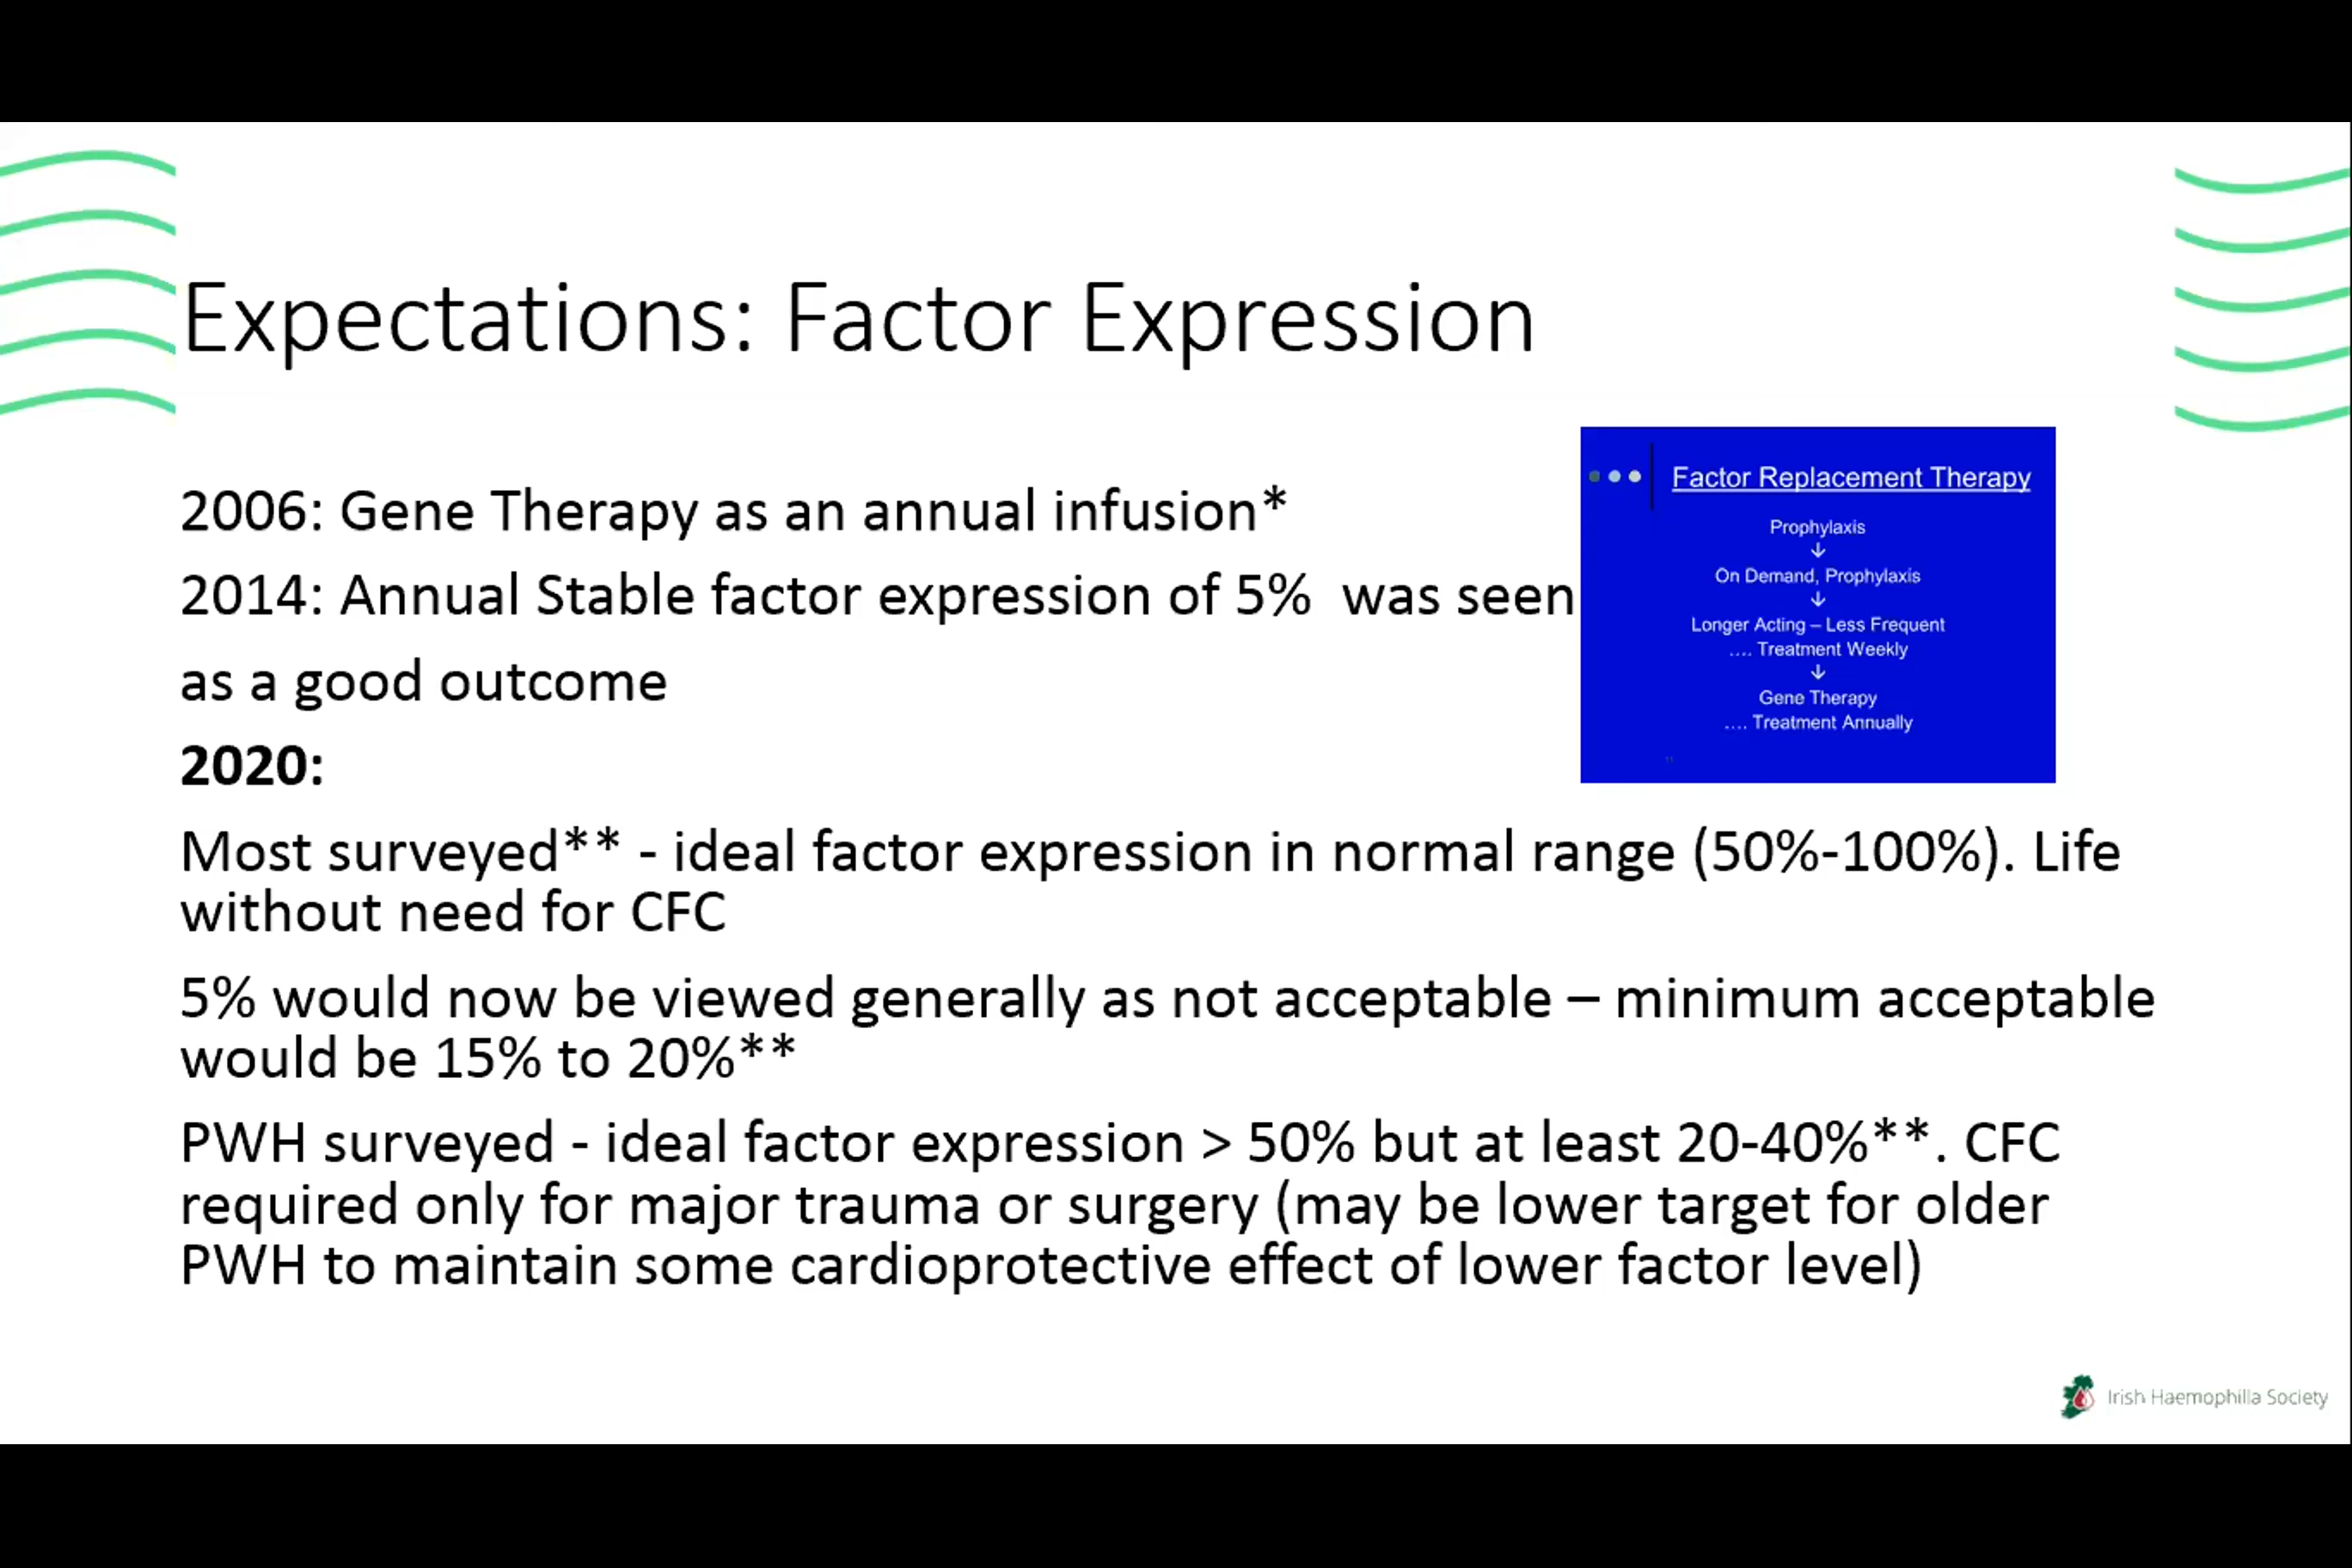 Expectations: Factor Expression
2006: Gene Therapy as an annual infusion*
2014: Annual Stable factor expression of 5%  was seen
as a good outcome
2020:
Most surveyed** - ideal factor expression in normal range (50%-100%). Life
without need for CFC
5% would now be viewed generally as not acceptable – minimum acceptable
would be 15% to 20%**
PWH surveyed - ideal factor expression > 50% but at least 20-40%**. CFC
required only for major trauma or surgery (may be lower target for older
PWH to maintain some cardioprotective effect of lower factor level)
Factor Replacement Therapy
Prophylaxis
↓
On Demand, Prophylaxis
↓
Longer Acting – Less Frequent
.... Treatment Weekly
↓
Gene Therapy
.... Treatment Annually
Irish Haemophilia Society